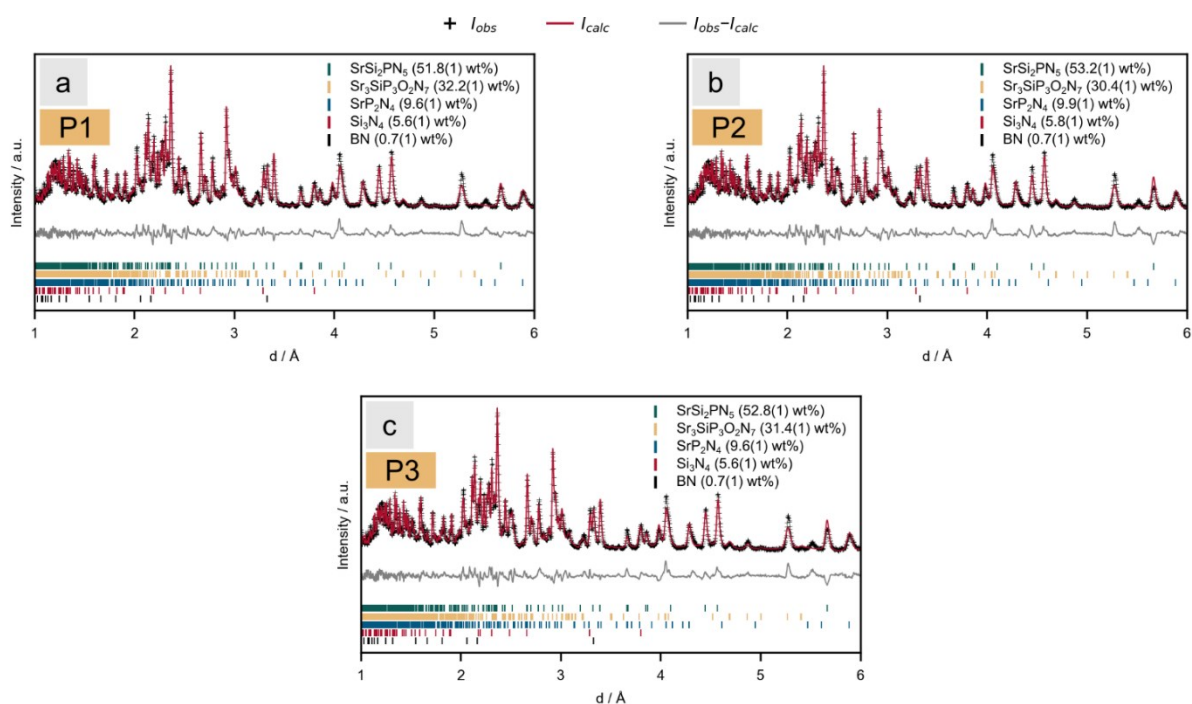 I_obs I_calc I_obs−I_calc
a
P1
SrSi₂PN₅ (51.8(1) wt%)
Sr₃SiP₃O₂N₇ (32.2(1) wt%)
SrP₂N₄ (9.6(1) wt%)
Si₃N₄ (5.6(1) wt%)
BN (0.7(1) wt%)
Intensity / a.u.
1 2 3 4 5 6
d / Å
b
P2
SrSi₂PN₅ (53.2(1) wt%)
Sr₃SiP₃O₂N₇ (30.4(1) wt%)
SrP₂N₄ (9.9(1) wt%)
Si₃N₄ (5.8(1) wt%)
BN (0.7(1) wt%)
Intensity / a.u.
1 2 3 4 5 6
d / Å
c
P3
SrSi₂PN₅ (52.8(1) wt%)
Sr₃SiP₃O₂N₇ (31.4(1) wt%)
SrP₂N₄ (9.6(1) wt%)
Si₃N₄ (5.6(1) wt%)
BN (0.7(1) wt%)
Intensity / a.u.
1 2 3 4 5 6
d / Å